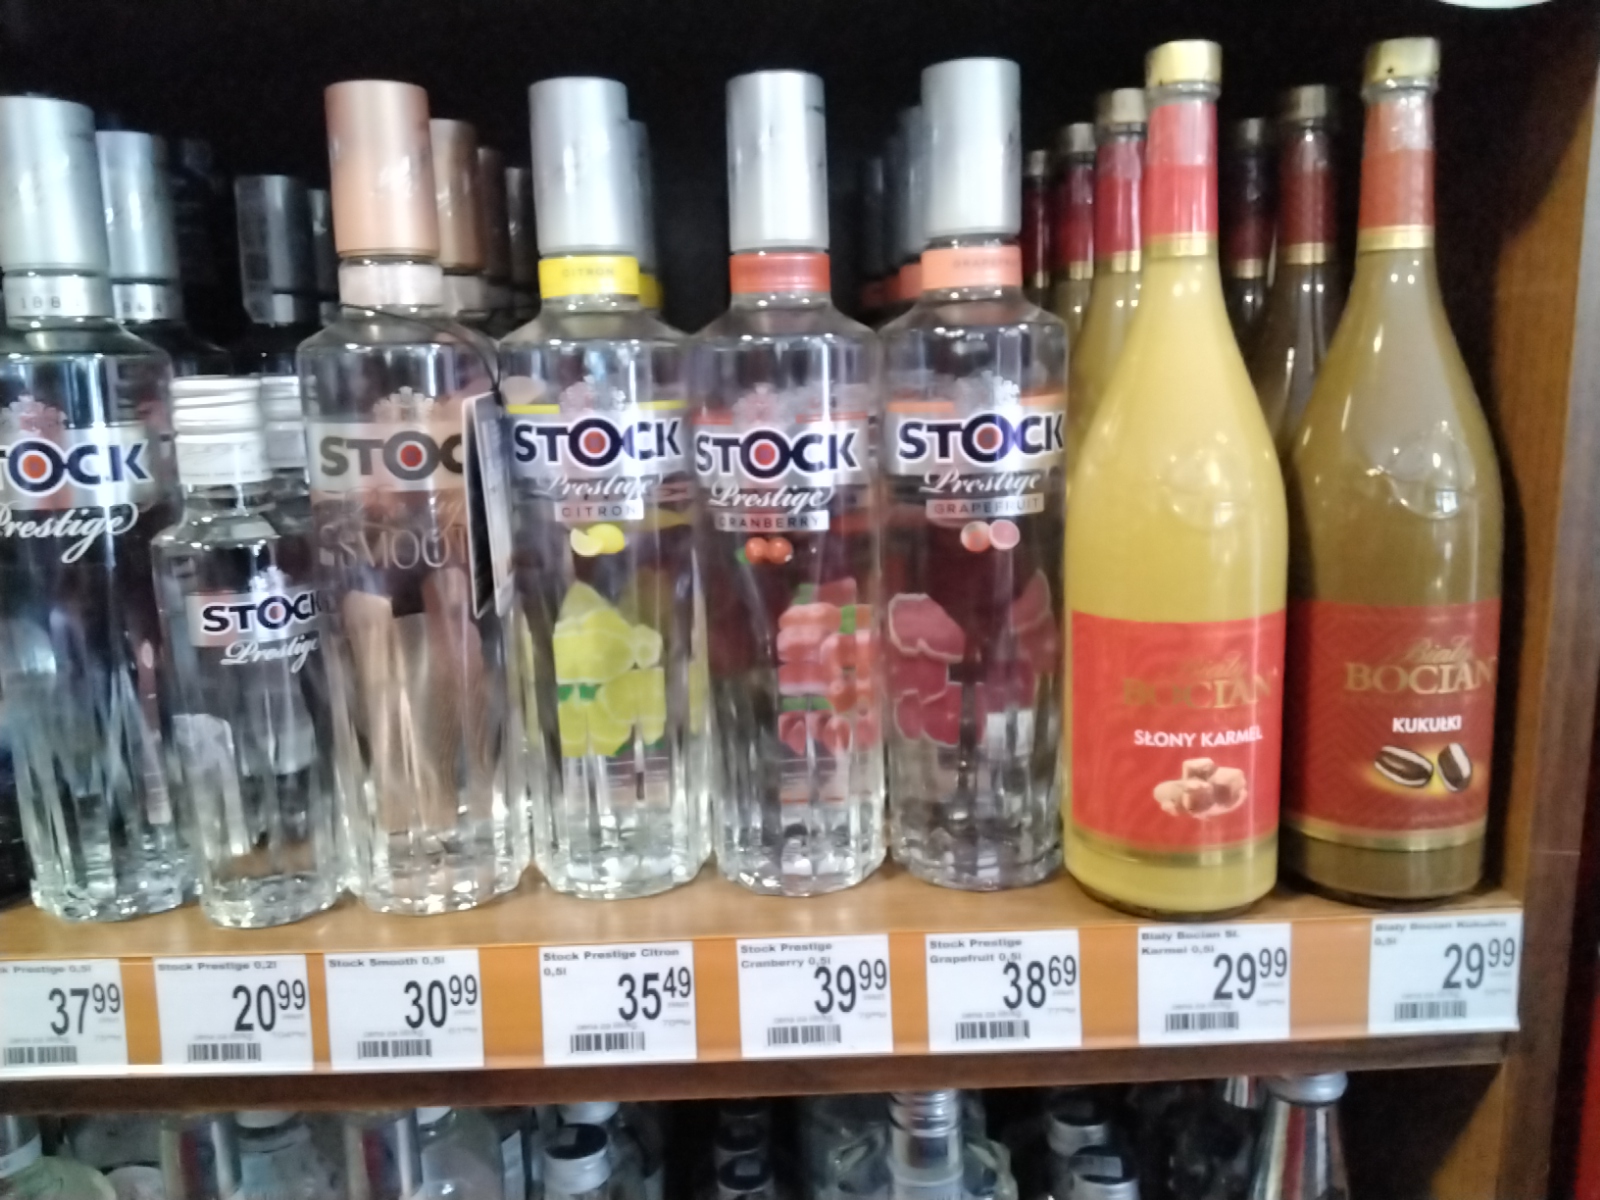 188
STOCK
Prestige
STOCK
Prestige
STOC
SMOOT
CITRON
STOCK
Prestige
CITRON
STOCK
Prestige
CRANBERRY
STOCK
Prestige
GRAPEFRUIT
Biały
BOCIAN
SŁONY KARMEL
Biały
BOCIAN
KUKUŁKI
k Prestige 0,5l
37 99
Stock Prestige 0,2l
20 99
Stock Smooth 0,5l
30 99
Stock Prestige Citron
0,5l
35 49
Stock Prestige
Cranberry 0,5l
39 99
Stock Prestige
Grapefruit 0,5l
38 69
Biały Bocian Sł.
Karmel 0,5l
29 99
Biały Bocian Kukułka
0,5l
29 99